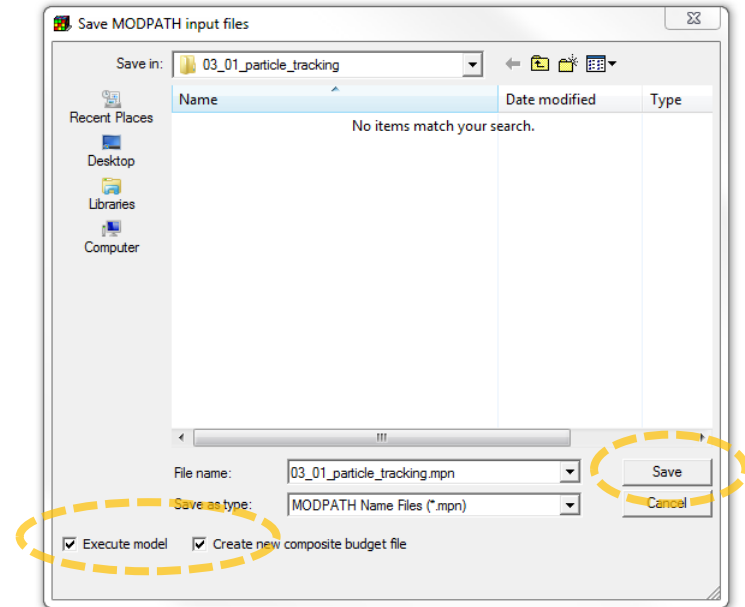 Save MODPATH input files
Save in:
03_01_particle_tracking
Recent Places
Desktop
Libraries
Computer
Name
Date modified
Type
No items match your search.
File name:
03_01_particle_tracking.mpn
Save
Save as type:
MODPATH Name Files (*.mpn)
Cancel
Execute model
Create new composite budget file